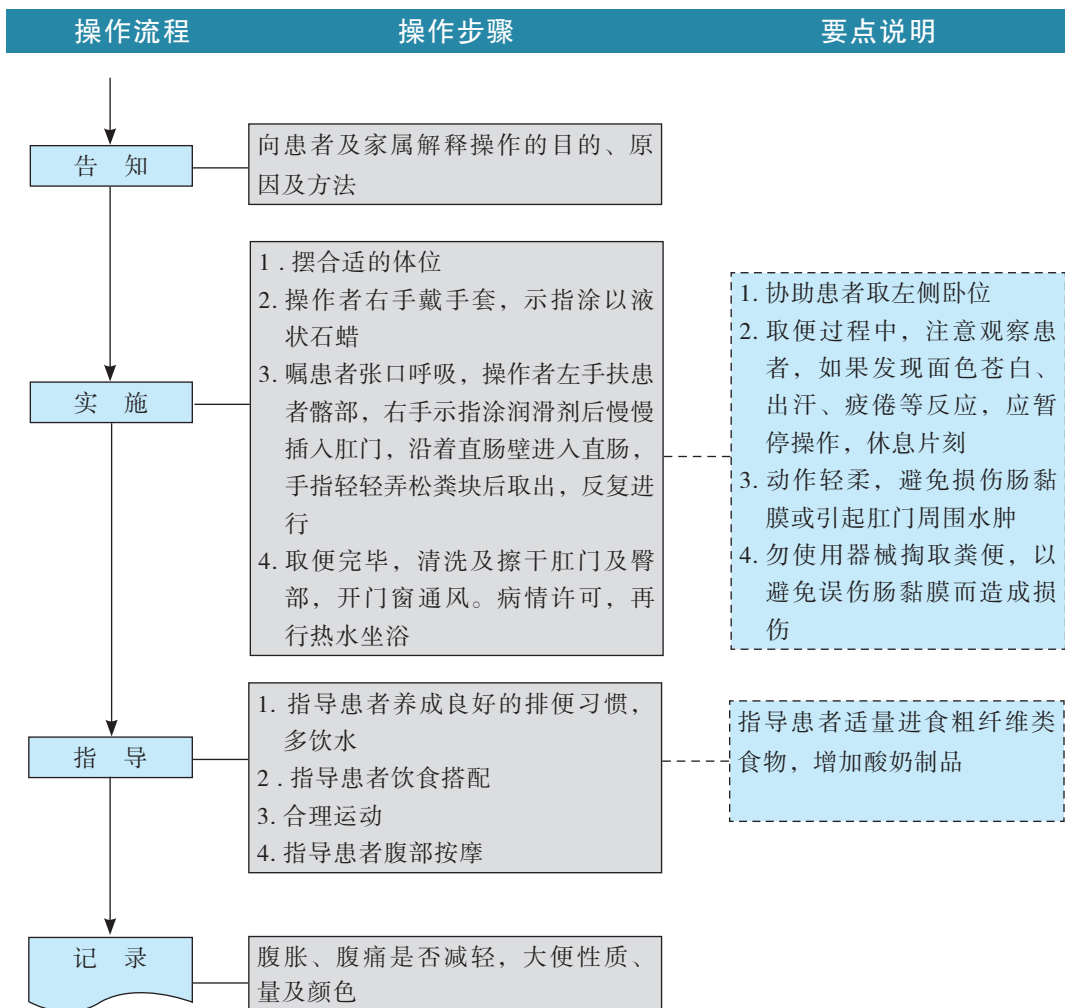 操作流程 操作步骤 要点说明
告 知
向患者及家属解释操作的目的、原
因及方法
实 施
1 . 摆合适的体位
2. 操作者右手戴手套，示指涂以液
状石蜡
3. 嘱患者张口呼吸，操作者左手扶患
者髂部，右手示指涂润滑剂后慢慢
插入肛门，沿着直肠壁进入直肠，
手指轻轻弄松粪块后取出，反复进
行
4. 取便完毕，清洗及擦干肛门及臀
部，开门窗通风。病情许可，再
行热水坐浴
1. 协助患者取左侧卧位
2. 取便过程中，注意观察患
者，如果发现面色苍白、
出汗、疲倦等反应，应暂
停操作，休息片刻
3. 动作轻柔，避免损伤肠黏
膜或引起肛门周围水肿
4. 勿使用器械掏取粪便，以
避免误伤肠黏膜而造成损
伤
指 导
1. 指导患者养成良好的排便习惯，
多饮水
2 . 指导患者饮食搭配
3. 合理运动
4. 指导患者腹部按摩
指导患者适量进食粗纤维类
食物，增加酸奶制品
记 录
腹胀、腹痛是否减轻，大便性质、
量及颜色